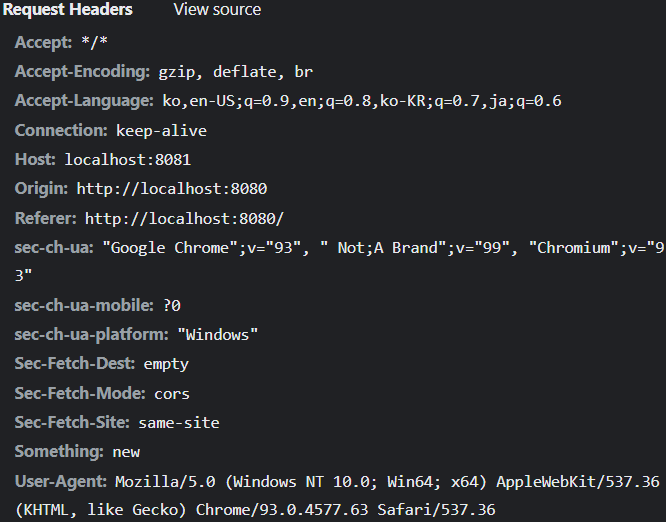 Request Headers View source
Accept: */*
Accept-Encoding: gzip, deflate, br
Accept-Language: ko,en-US;q=0.9,en;q=0.8,ko-KR;q=0.7,ja;q=0.6
Connection: keep-alive
Host: localhost:8081
Origin: http://localhost:8080
Referer: http://localhost:8080/
sec-ch-ua: "Google Chrome";v="93", " Not;A Brand";v="99", "Chromium";v="9
3"
sec-ch-ua-mobile: ?0
sec-ch-ua-platform: "Windows"
Sec-Fetch-Dest: empty
Sec-Fetch-Mode: cors
Sec-Fetch-Site: same-site
Something: new
User-Agent: Mozilla/5.0 (Windows NT 10.0; Win64; x64) AppleWebKit/537.36
(KHTML, like Gecko) Chrome/93.0.4577.63 Safari/537.36